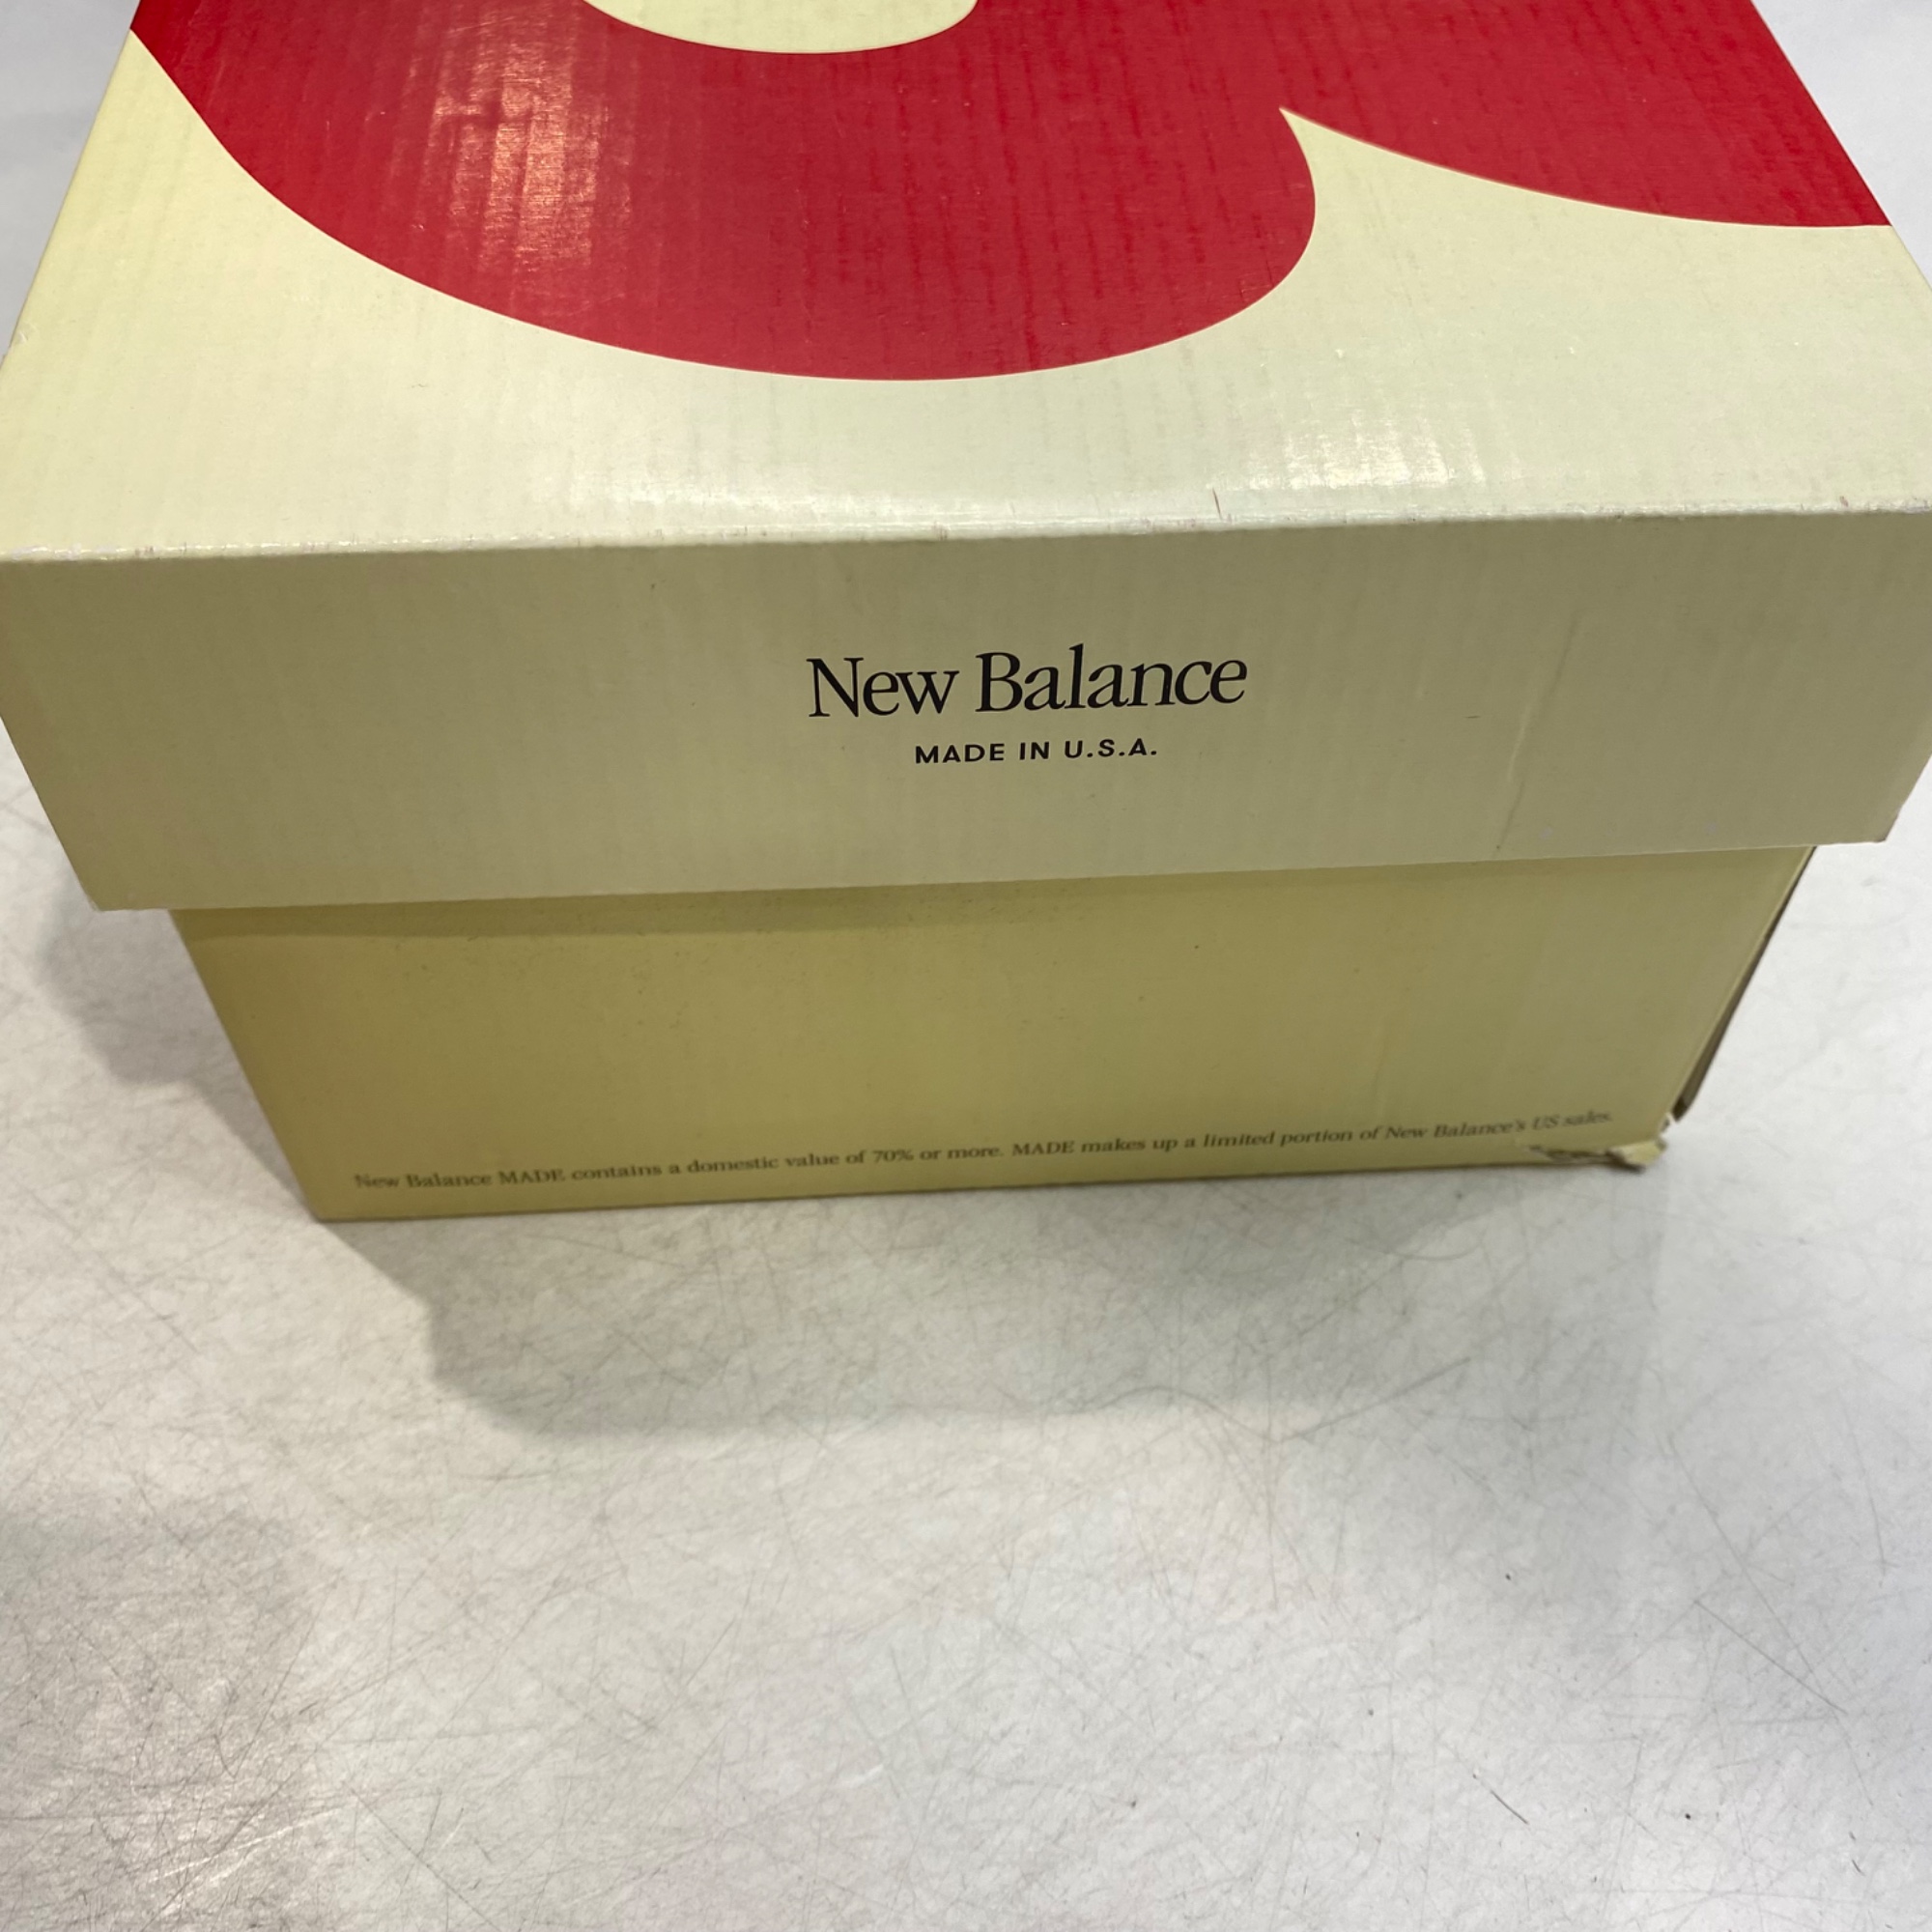 New Balance
MADE IN U.S.A.
New Balance MADE contains a domestic value of 70% or more. MADE makes up a limited portion of New Balance's US sales.